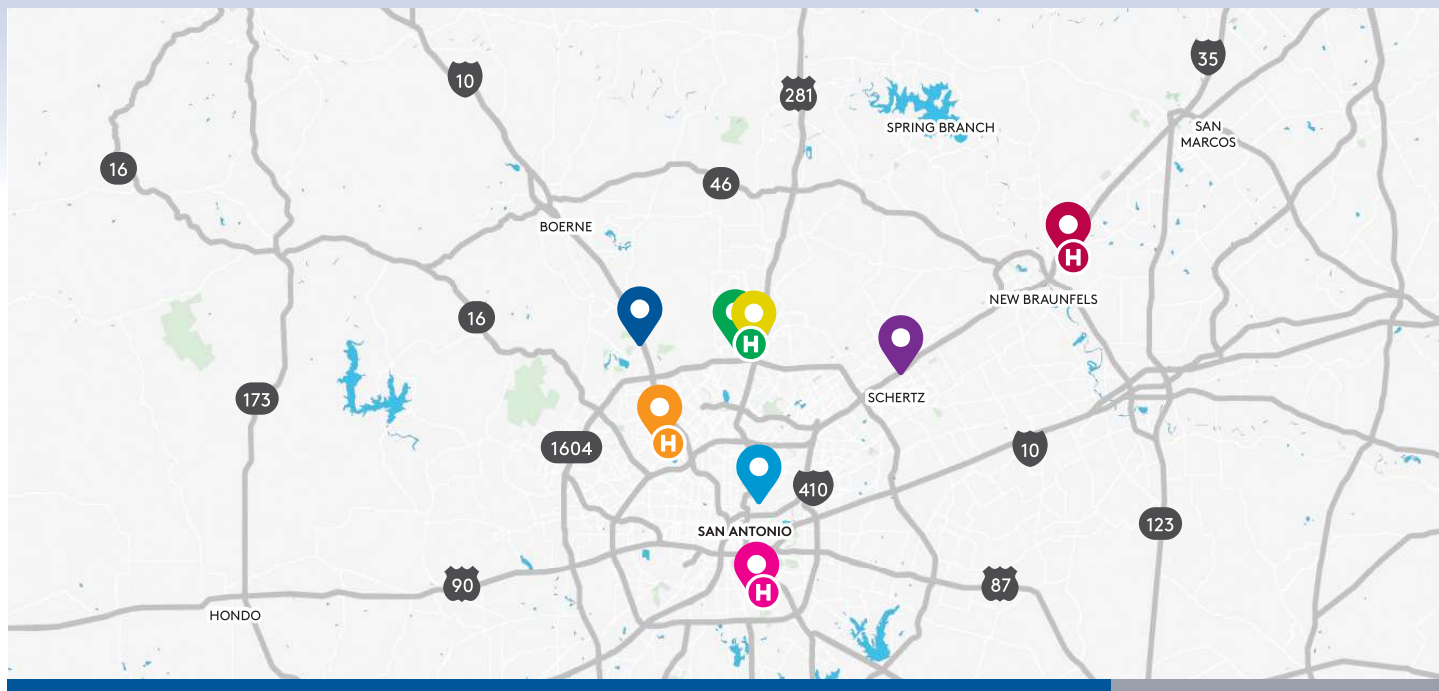 35
10
281
SPRING BRANCH
SAN
MARCOS
16
46
BOERNE
H
NEW BRAUNFELS
16
H
173
SCHERTZ
H
1604
10
410
123
SAN ANTONIO
H
90
87
HONDO